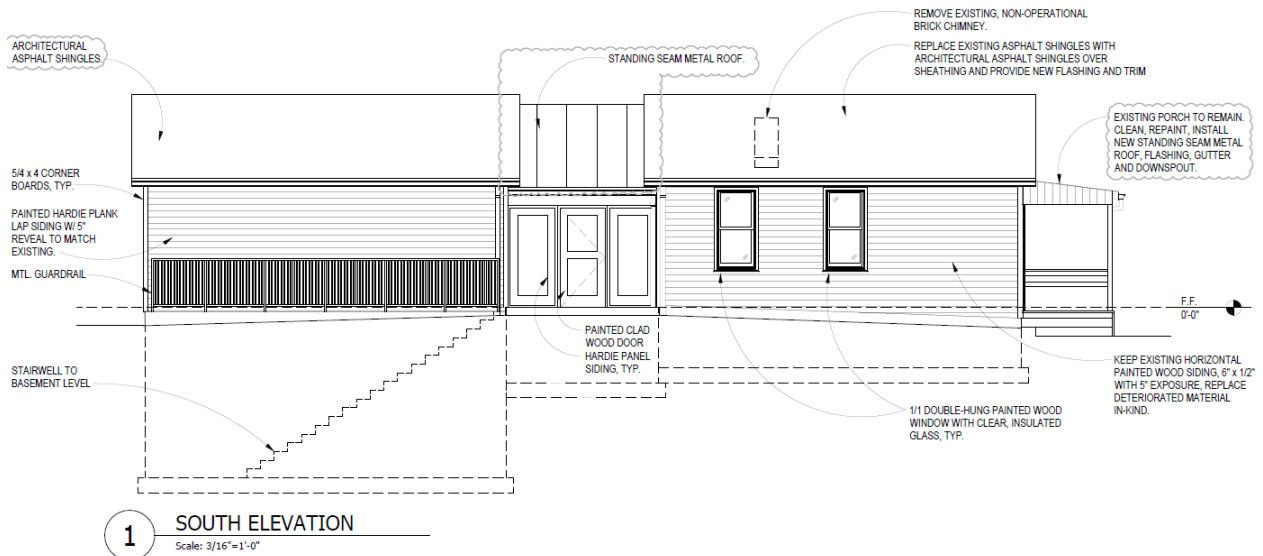 ARCHITECTURAL
ASPHALT SHINGLES.
STANDING SEAM METAL ROOF.
REMOVE EXISTING, NON-OPERATIONAL
BRICK CHIMNEY.
REPLACE EXISTING ASPHALT SHINGLES WITH
ARCHITECTURAL ASPHALT SHINGLES OVER
SHEATHING AND PROVIDE NEW FLASHING AND TRIM
EXISTING PORCH TO REMAIN.
CLEAN, REPAINT, INSTALL
NEW STANDING SEAM METAL
ROOF, FLASHING, GUTTER
AND DOWNSPOUT.
5/4 x 4 CORNER
BOARDS, TYP.
PAINTED HARDIE PLANK
LAP SIDING W/ 5"
REVEAL TO MATCH
EXISTING.
MTL. GUARDRAIL
F.F.
0'-0"
PAINTED CLAD
WOOD DOOR
HARDIE PANEL
SIDING, TYP.
STAIRWELL TO
BASEMENT LEVEL
KEEP EXISTING HORIZONTAL
PAINTED WOOD SIDING, 6" x 1/2"
WITH 5" EXPOSURE, REPLACE
DETERIORATED MATERIAL
IN-KIND.
1/1 DOUBLE-HUNG PAINTED WOOD
WINDOW WITH CLEAR, INSULATED
GLASS, TYP.
1
SOUTH ELEVATION
Scale: 3/16"=1'-0"